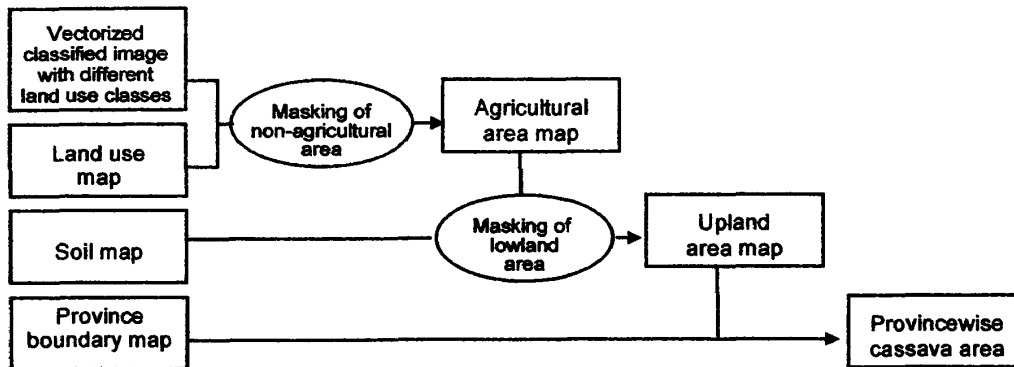 Vectorized
classified image
with different
land use classes
Masking of
non-agricultural
area
Agricultural
area map
Land use
map
Soil map
Masking of
lowland
area
Upland
area map
Province
boundary map
Provincewise
cassava area